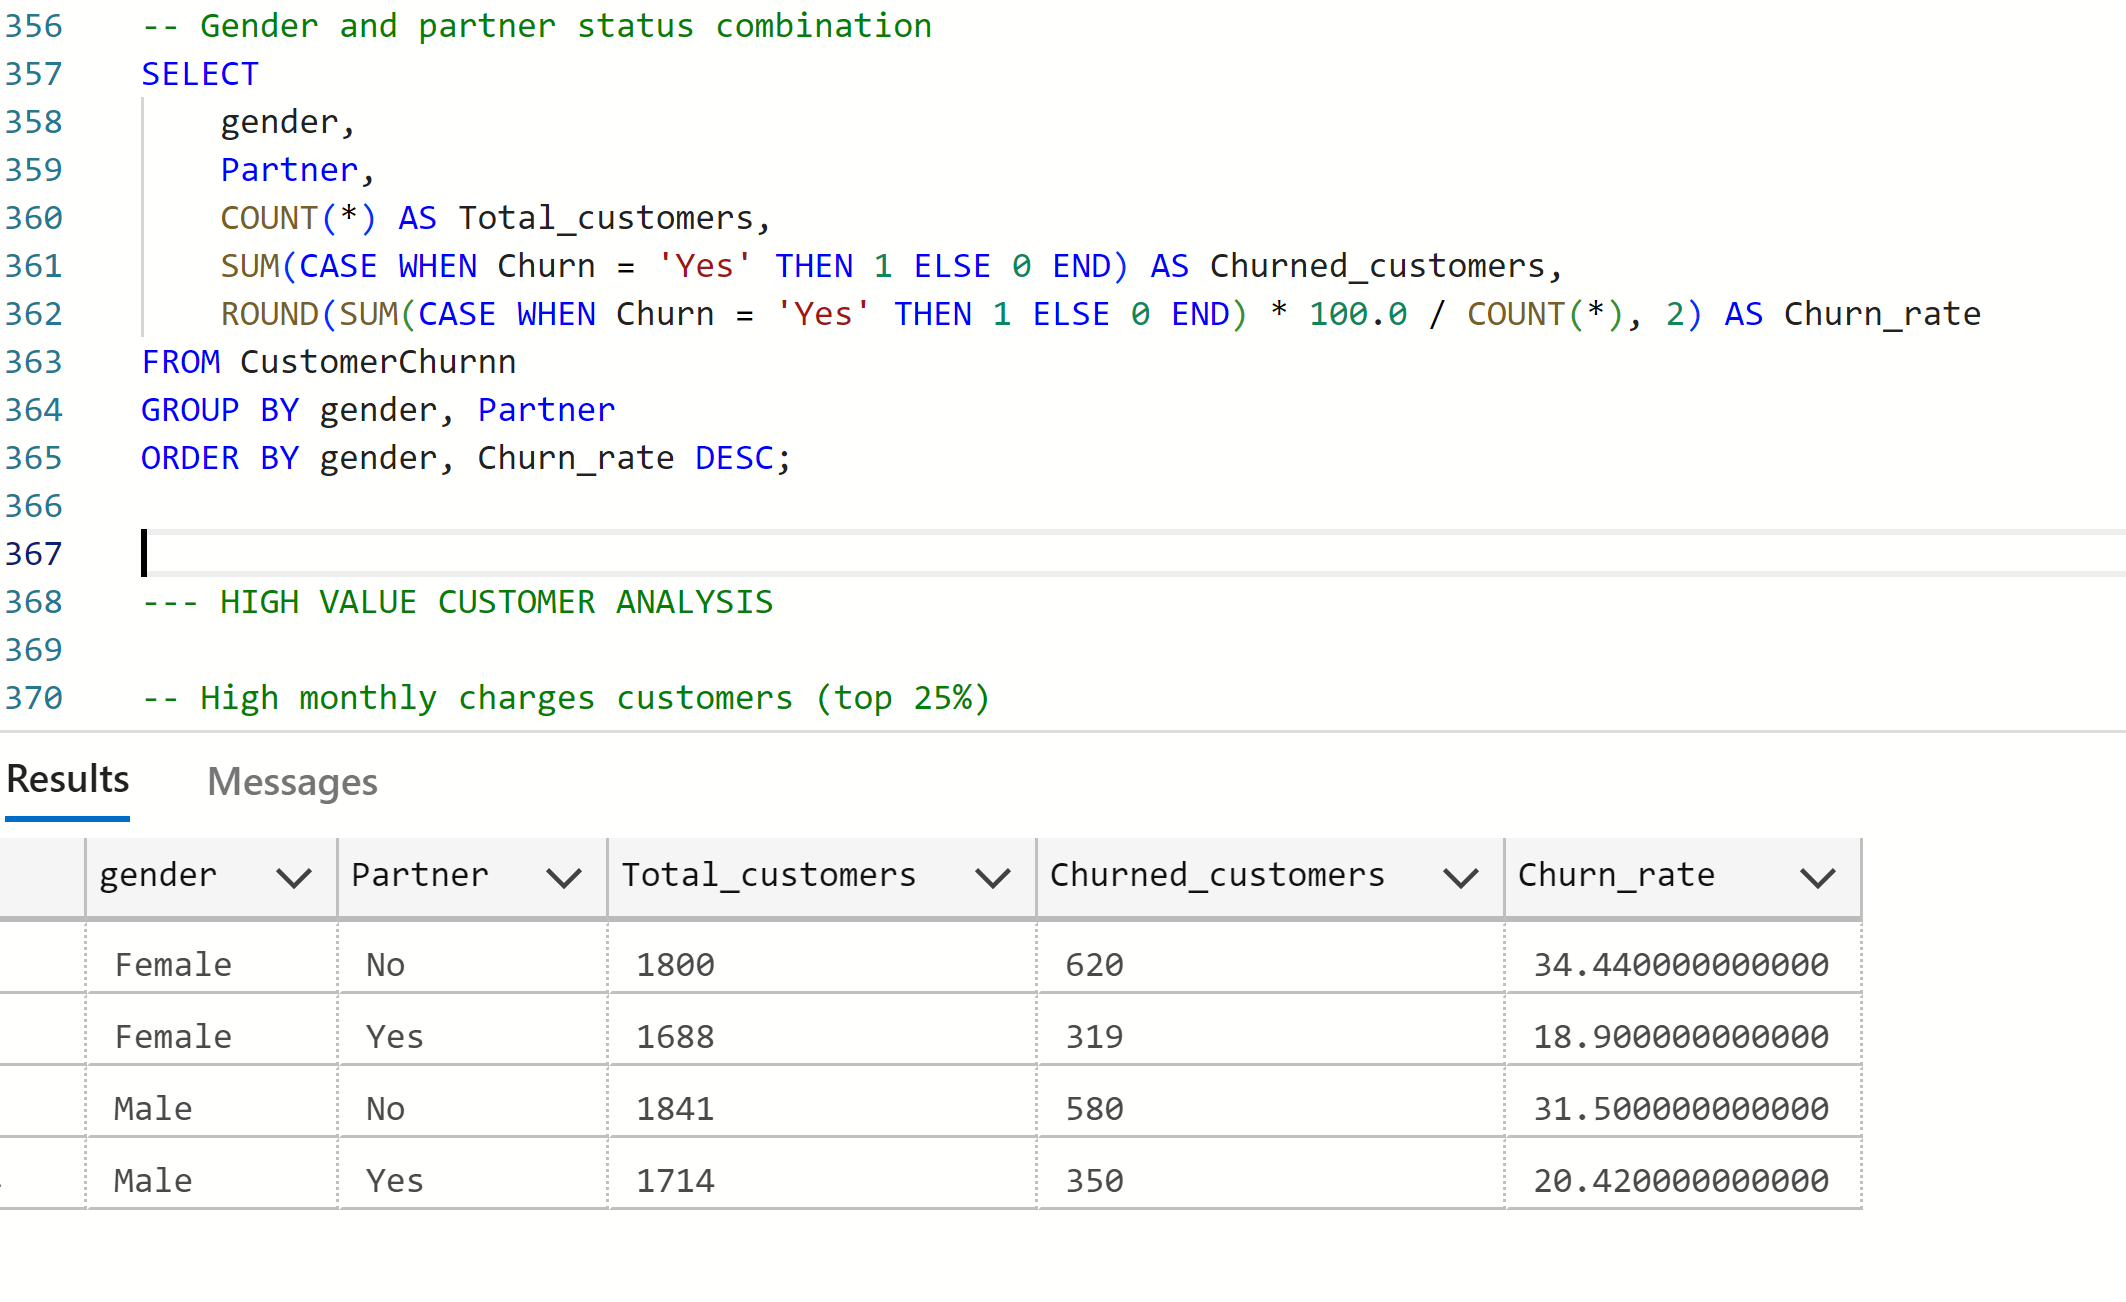 356 -- Gender and partner status combination
357 SELECT
358 gender,
359 Partner,
360 COUNT(*) AS Total_customers,
361 SUM(CASE WHEN Churn = 'Yes' THEN 1 ELSE 0 END) AS Churned_customers,
362 ROUND(SUM(CASE WHEN Churn = 'Yes' THEN 1 ELSE 0 END) * 100.0 / COUNT(*), 2) AS Churn_rate
363 FROM CustomerChurnn
364 GROUP BY gender, Partner
365 ORDER BY gender, Churn_rate DESC;
366
367
368 --- HIGH VALUE CUSTOMER ANALYSIS
369
370 -- High monthly charges customers (top 25%)
Results Messages
gender Partner Total_customers Churned_customers Churn_rate
Female No 1800 620 34.440000000000
Female Yes 1688 319 18.900000000000
Male No 1841 580 31.500000000000
Male Yes 1714 350 20.420000000000